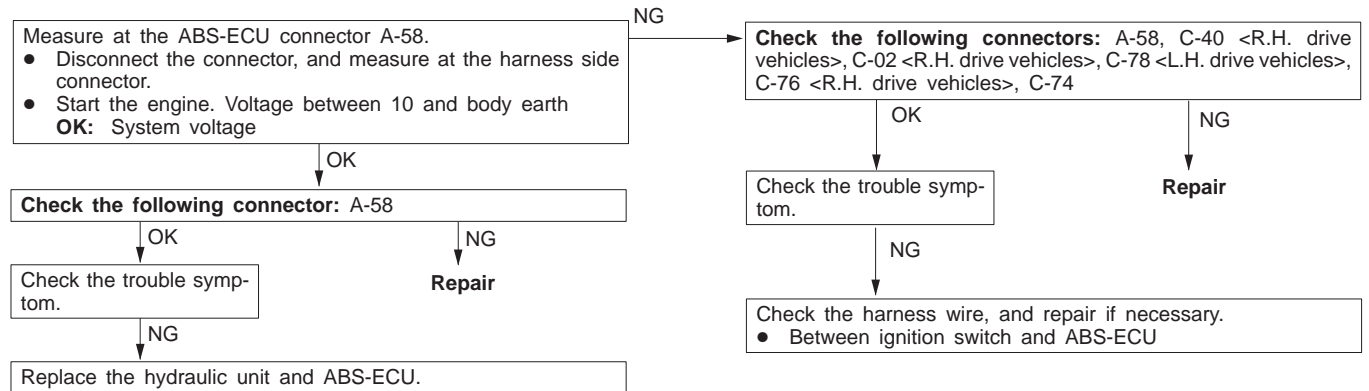 Measure at the ABS-ECU connector A-58.
● Disconnect the connector, and measure at the harness side
connector.
● Start the engine. Voltage between 10 and body earth
OK: System voltage
NG
Check the following connectors: A-58, C-40 <R.H. drive
vehicles>, C-02 <R.H. drive vehicles>, C-78 <L.H. drive vehicles>,
C-76 <R.H. drive vehicles>, C-74
OK
Check the following connector: A-58
OK
Check the trouble symp-
tom.
NG
Replace the hydraulic unit and ABS-ECU.
NG
Repair
OK
Check the trouble symp-
tom.
NG
Check the harness wire, and repair if necessary.
● Between ignition switch and ABS-ECU
NG
Repair